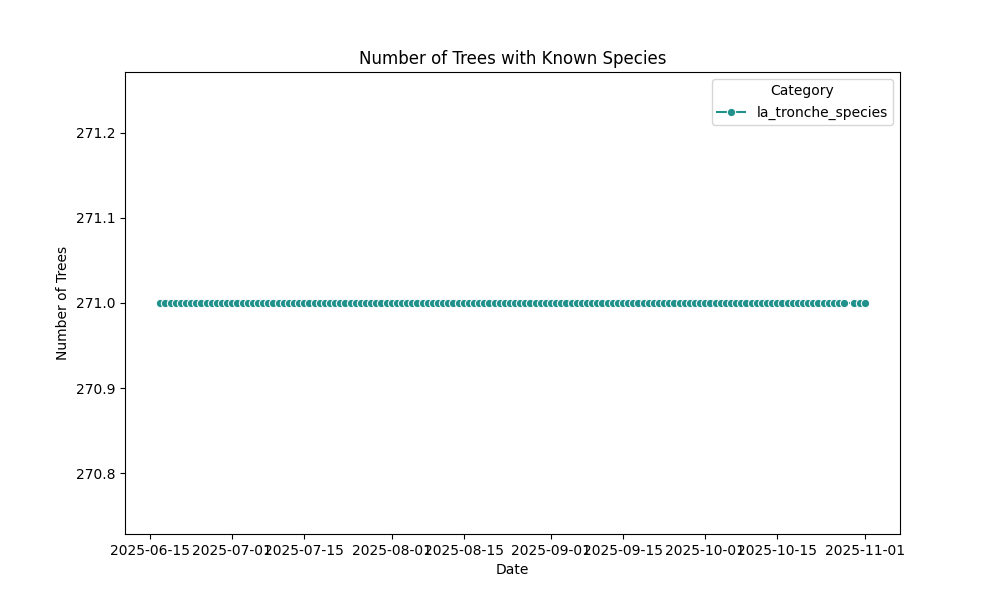 Number of Trees with Known Species
Category
la_tronche_species
271.2
271.1
271.0
270.9
270.8
Number of Trees
2025-06-15 2025-07-01 2025-07-15 2025-08-01 2025-08-15 2025-09-01 2025-09-15 2025-10-01 2025-10-15 2025-11-01
Date